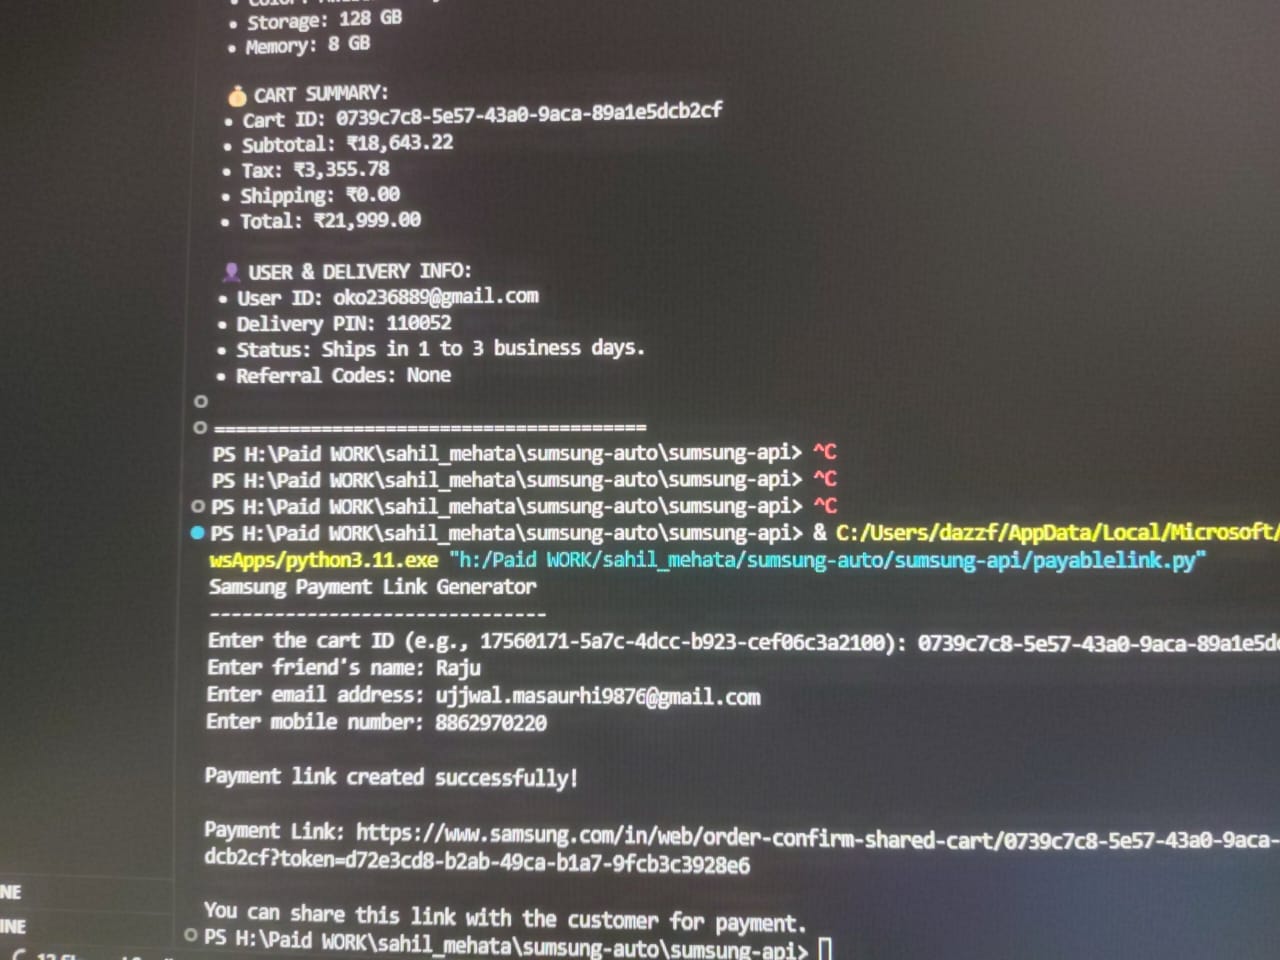 • Storage: 128 GB
• Memory: 8 GB
💰 CART SUMMARY:
• Cart ID: 0739c7c8-5e57-43a0-9aca-89a1e5dcb2cf
• Subtotal: ₹18,643.22
• Tax: ₹3,355.78
• Shipping: ₹0.00
• Total: ₹21,999.00
👤 USER & DELIVERY INFO:
• User ID: oko236889@gmail.com
• Delivery PIN: 110052
• Status: Ships in 1 to 3 business days.
• Referral Codes: None
========================================
PS H:\Paid WORK\sahil_mehata\sumsung-auto\sumsung-api> ^C
PS H:\Paid WORK\sahil_mehata\sumsung-auto\sumsung-api> ^C
PS H:\Paid WORK\sahil_mehata\sumsung-auto\sumsung-api> ^C
PS H:\Paid WORK\sahil_mehata\sumsung-auto\sumsung-api> & C:/Users/dazzf/AppData/Local/Microsoft/
wsApps/python3.11.exe "h:/Paid WORK/sahil_mehata/sumsung-auto/sumsung-api/payablelink.py"
Samsung Payment Link Generator
--------------------------------
Enter the cart ID (e.g., 17560171-5a7c-4dcc-b923-cef06c3a2100): 0739c7c8-5e57-43a0-9aca-89a1e5dc
Enter friend's name: Raju
Enter email address: ujjwal.masaurhi9876@gmail.com
Enter mobile number: 8862970220
Payment link created successfully!
Payment Link: https://www.samsung.com/in/web/order-confirm-shared-cart/0739c7c8-5e57-43a0-9aca-
dcb2cf?token=d72e3cd8-b2ab-49ca-b1a7-9fcb3c3928e6
You can share this link with the customer for payment.
PS H:\Paid WORK\sahil_mehata\sumsung-auto\sumsung-api>
NE
INE